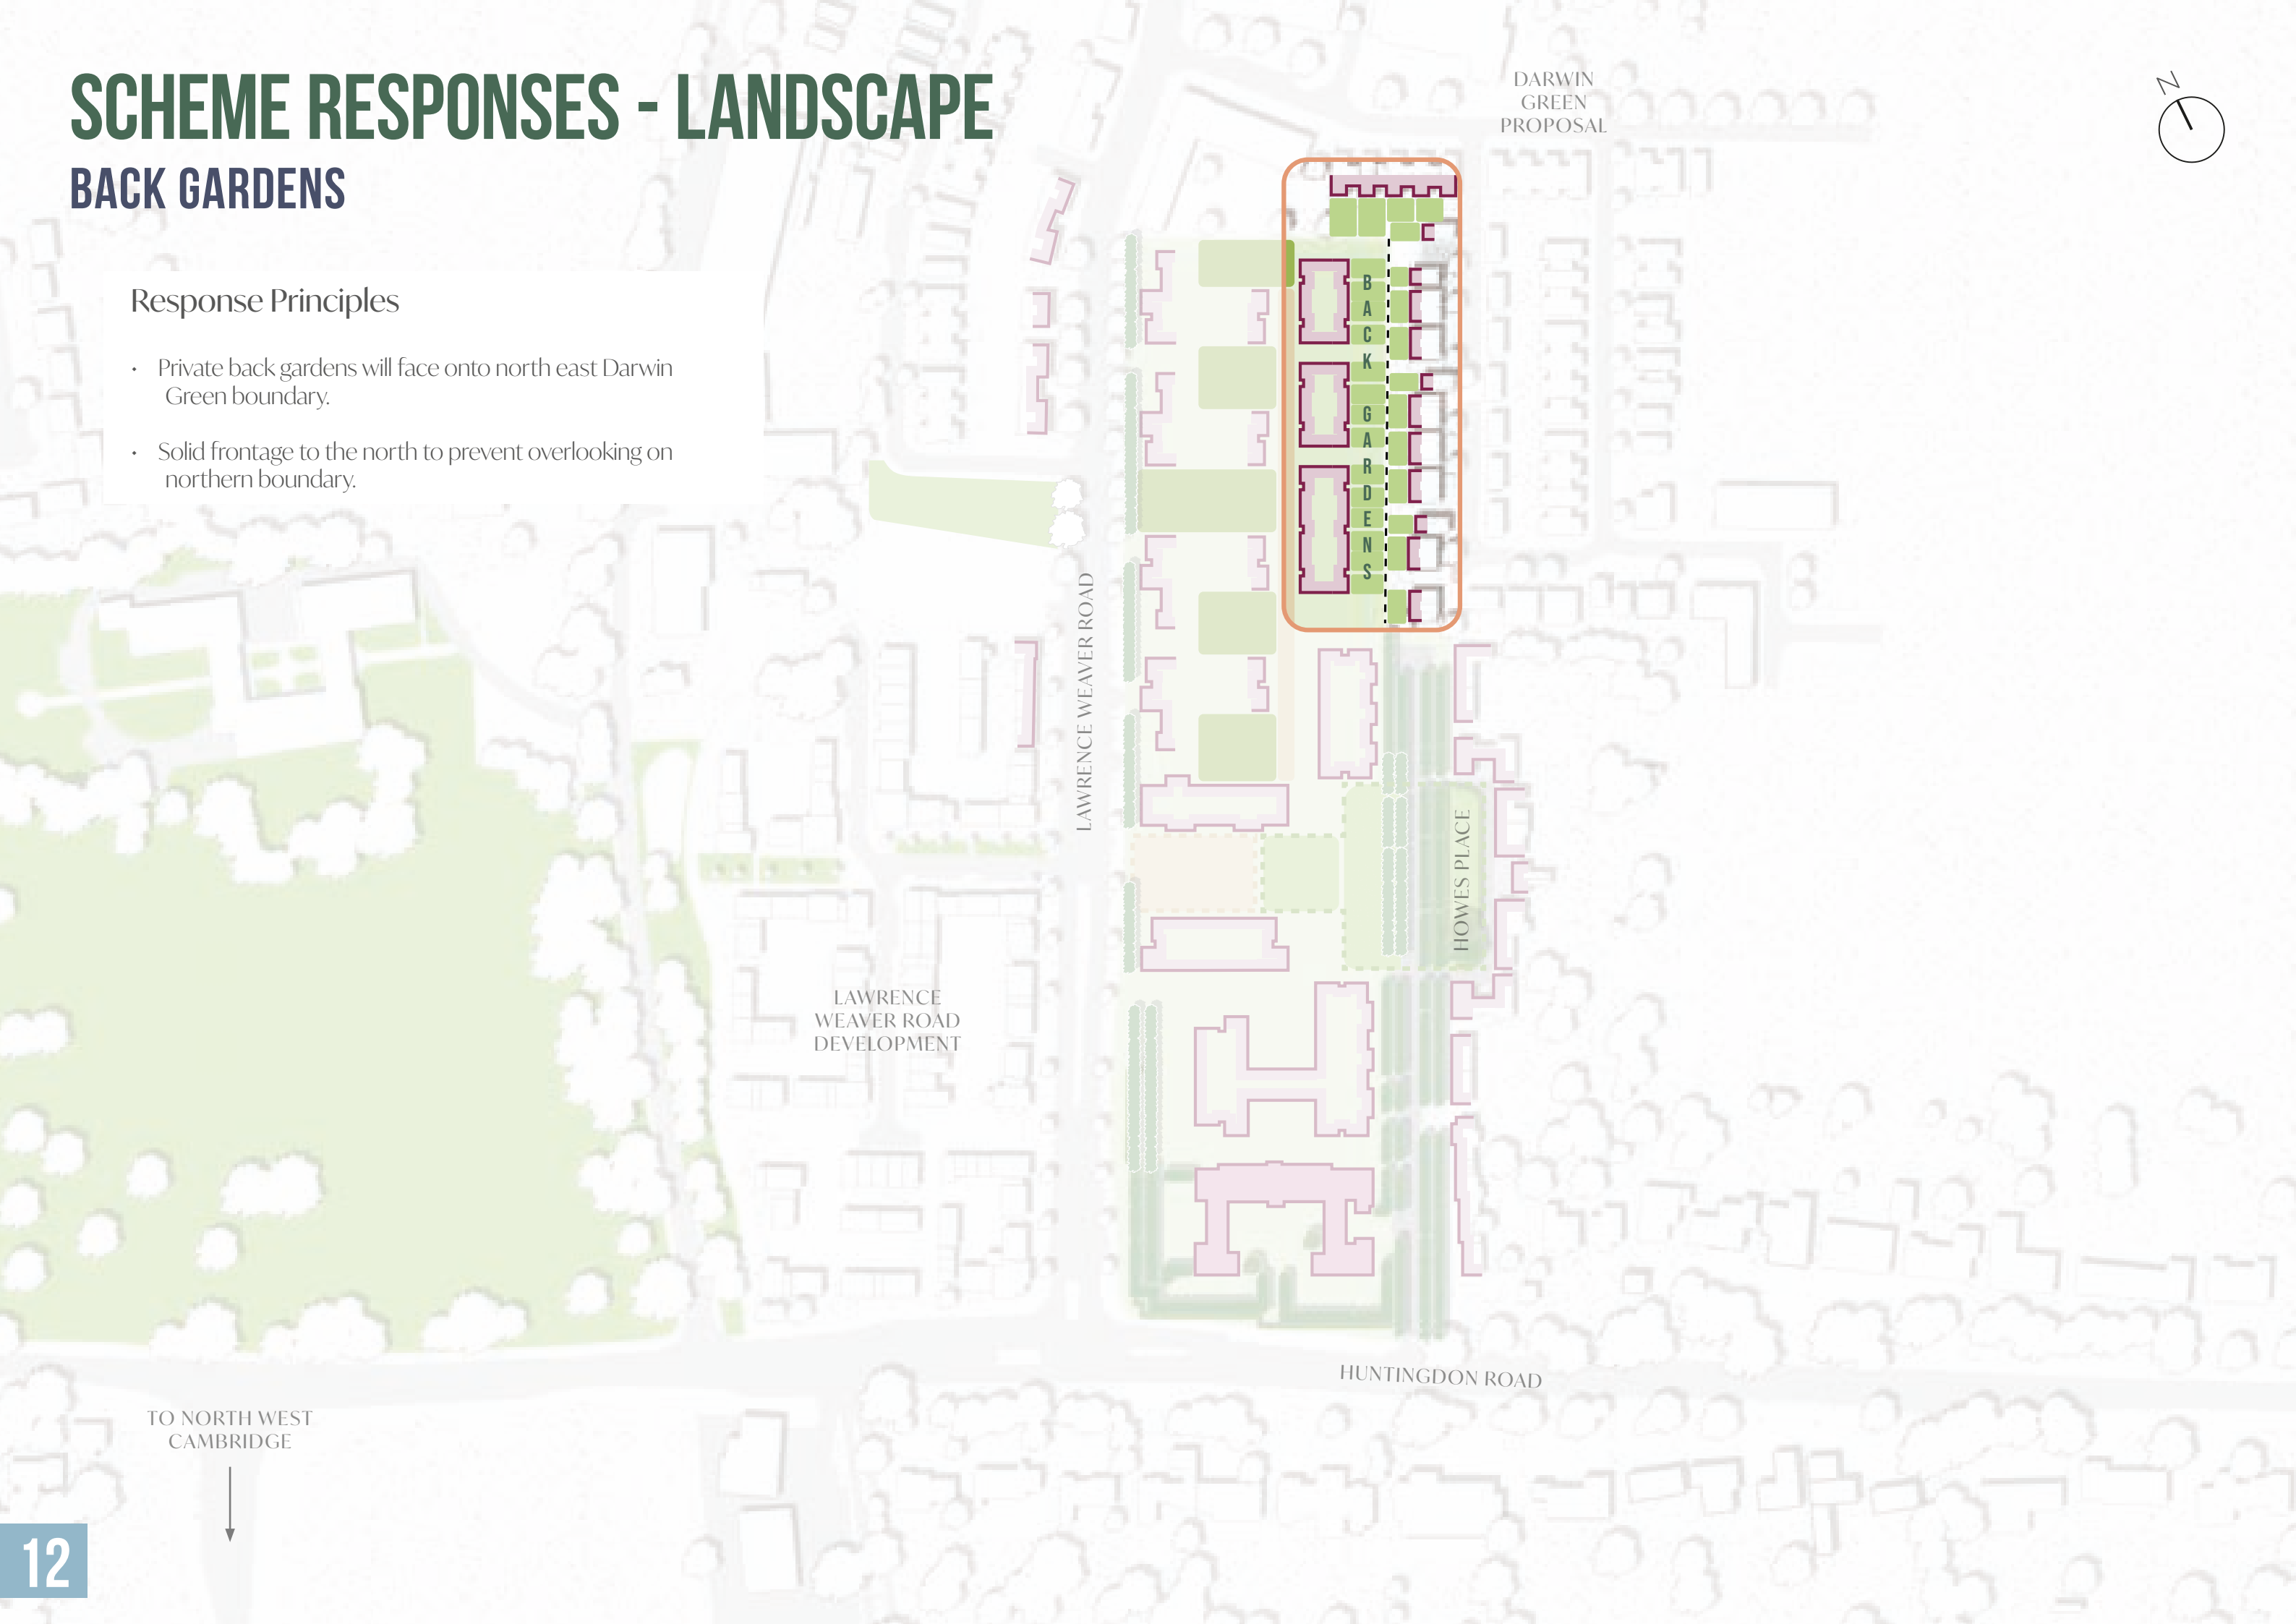 SCHEME RESPONSES - LANDSCAPE
BACK GARDENS
Response Principles
• Private back gardens will face onto north east Darwin
Green boundary.
• Solid frontage to the north to prevent overlooking on
northern boundary.
DARWIN
GREEN
PROPOSAL
N
BACK GARDENS
LAWRENCE WEAVER ROAD
HOWES PLACE
LAWRENCE
WEAVER ROAD
DEVELOPMENT
HUNTINGDON ROAD
TO NORTH WEST
CAMBRIDGE
12